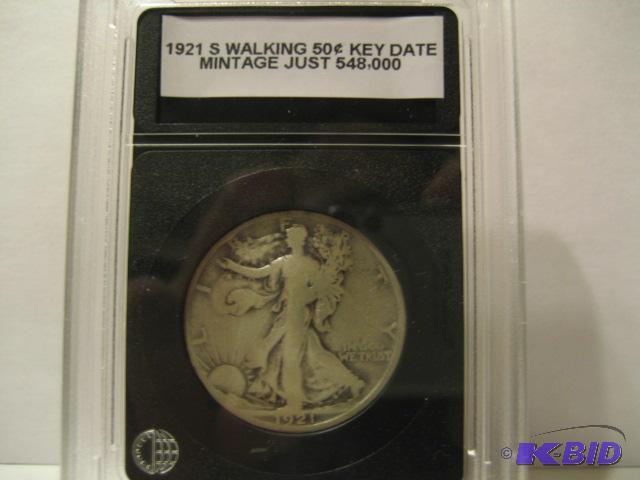 1921 S WALKING 50¢ KEY DATE
MINTAGE JUST 548,000
LIBERTY
IN GOD
WE TRUST
1921
© K-BID